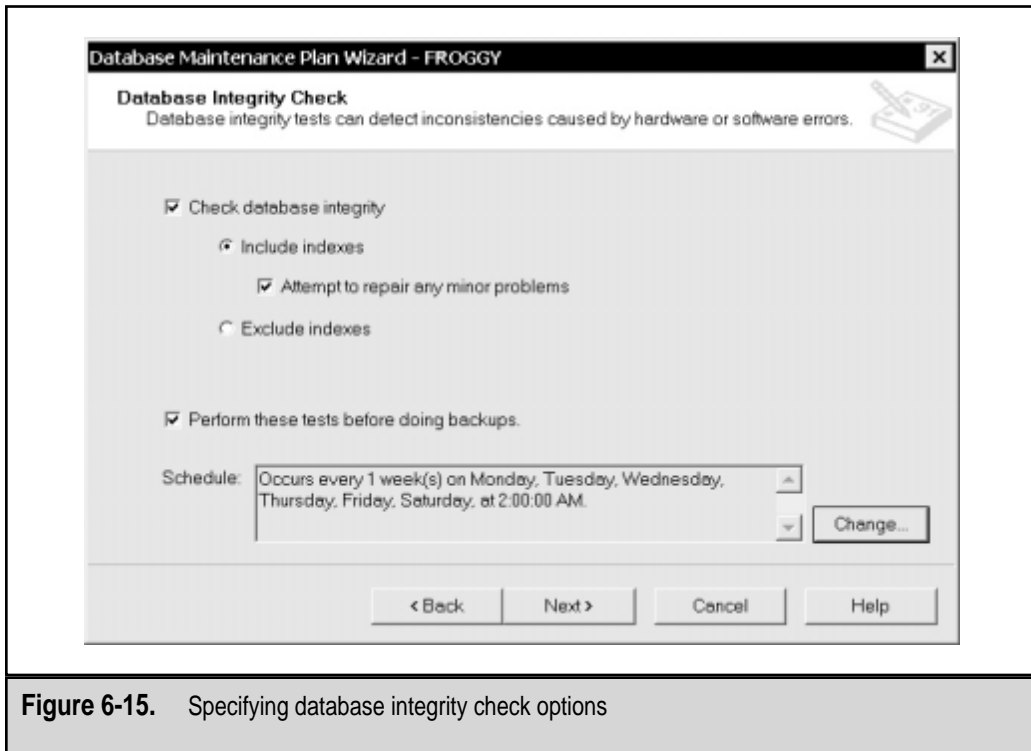 Database Maintenance Plan Wizard - FROGGY
Database Integrity Check
Database integrity tests can detect inconsistencies caused by hardware or software errors.
Check database integrity
Include indexes
Attempt to repair any minor problems
Exclude indexes
Perform these tests before doing backups.
Schedule:
Occurs every 1 week(s) on Monday, Tuesday, Wednesday,
Thursday, Friday, Saturday, at 2:00:00 AM.
Change...
< Back
Next >
Cancel
Help
Figure 6-15. Specifying database integrity check options